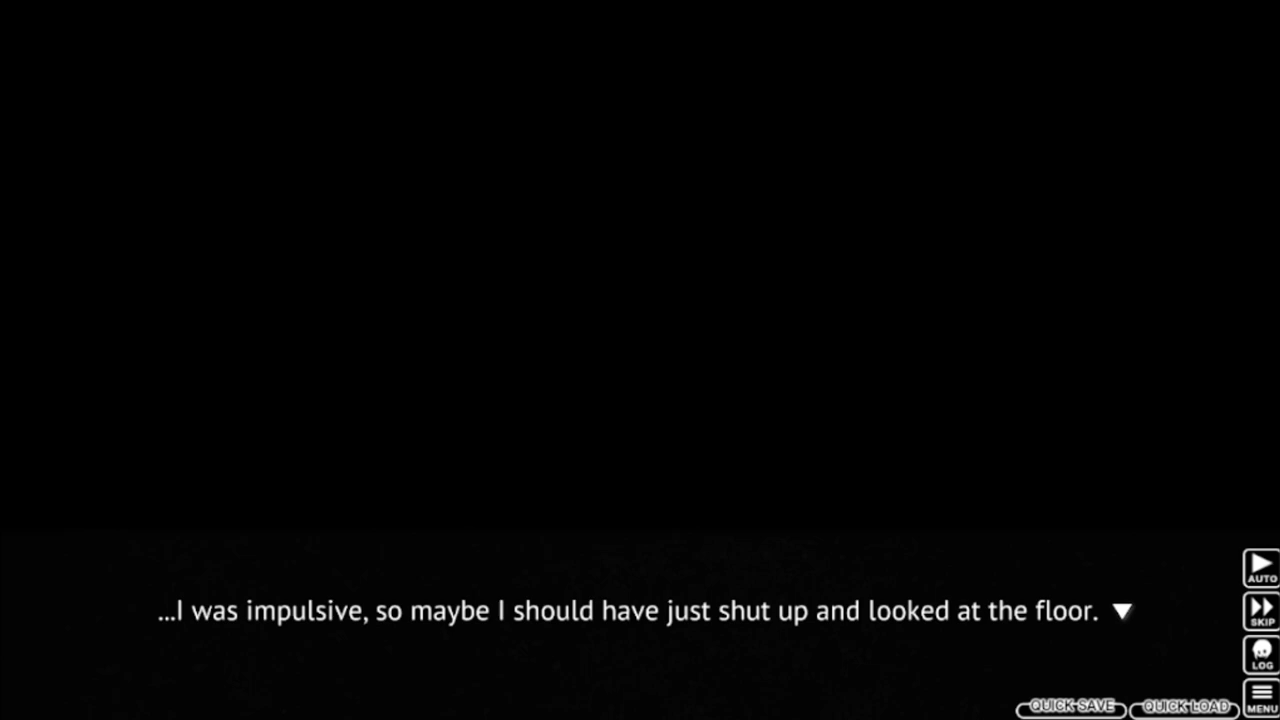 ...I was impulsive, so maybe I should have just shut up and looked at the floor.
AUTO
SKIP
LOG
MENU
QUICK SAVE
QUICK LOAD